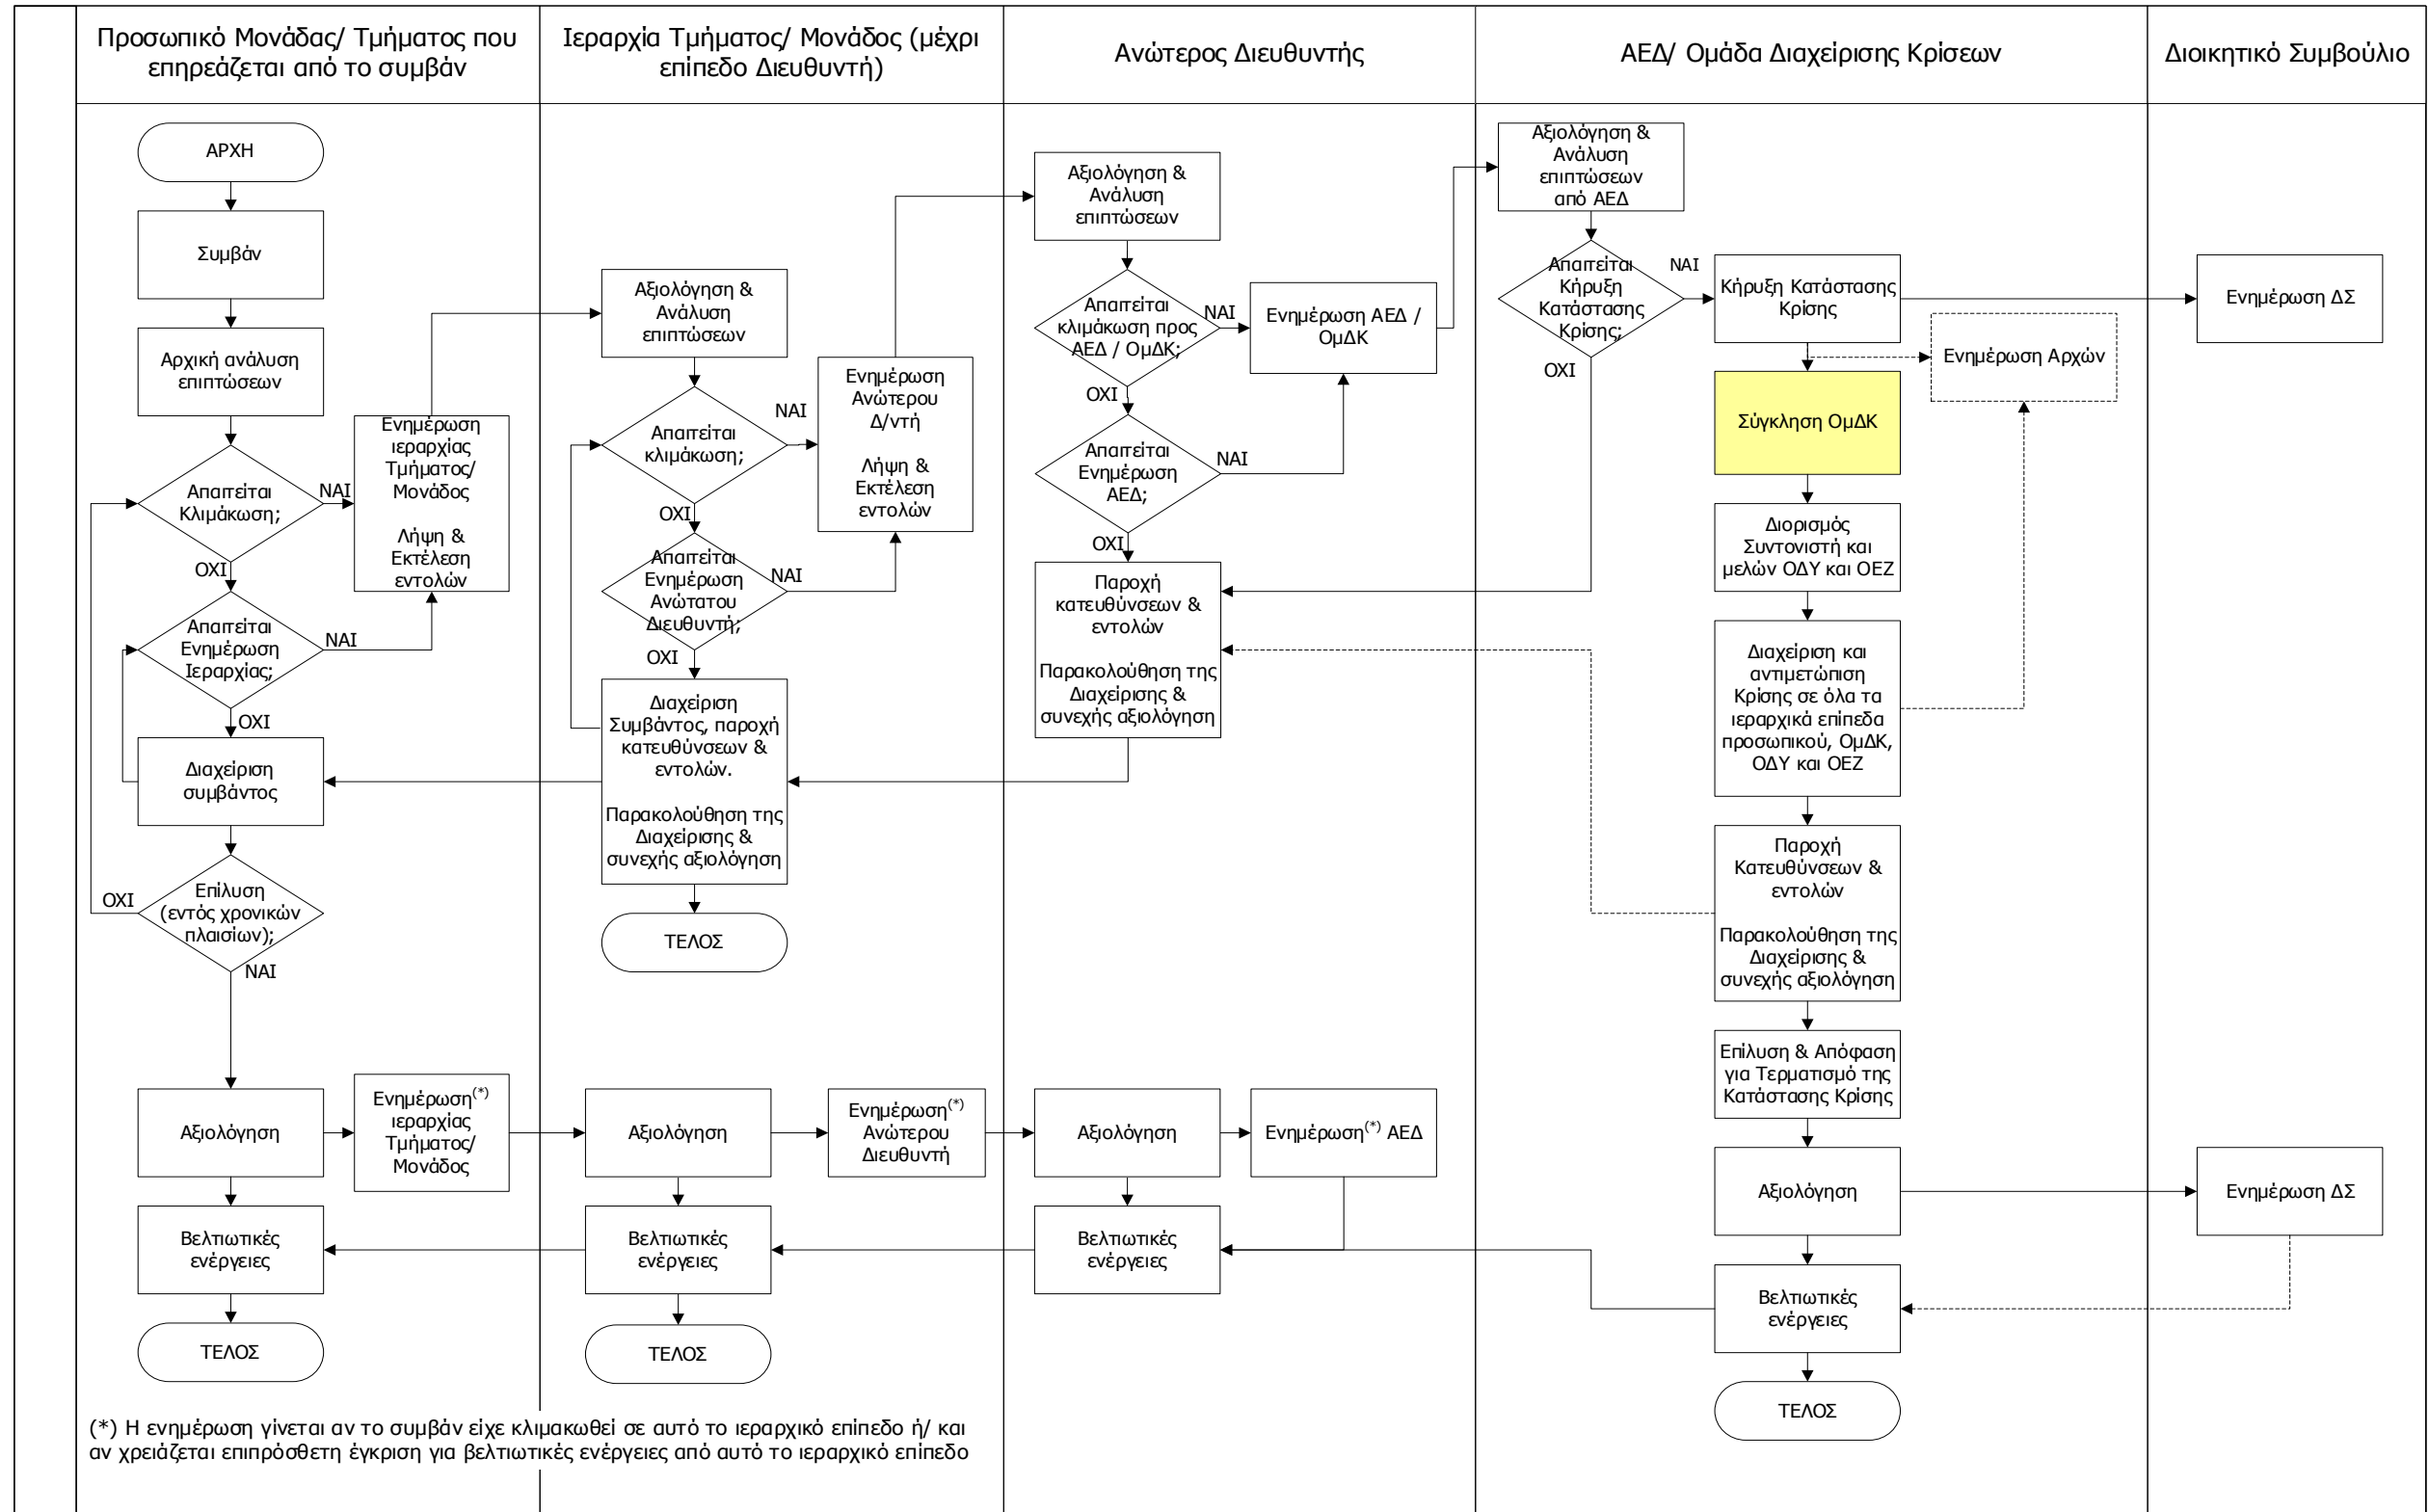 Προσωπικό Μονάδας/ Τμήματος που
επηρεάζεται από το συμβάν
Ιεραρχία Τμήματος/ Μονάδος (μέχρι
επίπεδο Διευθυντή)
Ανώτερος Διευθυντής
ΑΕΔ/ Ομάδα Διαχείρισης Κρίσεων
Διοικητικό Συμβούλιο
ΑΡΧΗ
Συμβάν
Αρχική ανάλυση
επιπτώσεων
Απαιτείται
Κλιμάκωση;
ΝΑΙ
ΟΧΙ
Ενημέρωση
ιεραρχίας
Τμήματος/
Μονάδος
Λήψη &
Εκτέλεση
εντολών
Απαιτείται
Ενημέρωση
Ιεραρχίας;
ΝΑΙ
ΟΧΙ
Διαχείριση
συμβάντος
Επίλυση
(εντός χρονικών
πλαισίων);
ΟΧΙ
ΝΑΙ
Αξιολόγηση
Ενημέρωση(*)
ιεραρχίας
Τμήματος/
Μονάδος
Βελτιωτικές
ενέργειες
ΤΕΛΟΣ
Αξιολόγηση &
Ανάλυση
επιπτώσεων
Απαιτείται
κλιμάκωση;
ΝΑΙ
ΟΧΙ
Ενημέρωση
Ανώτερου
Δ/ντή
Λήψη &
Εκτέλεση
εντολών
Απαιτείται
Ενημέρωση
Ανώτατου
Διευθυντή;
ΝΑΙ
ΟΧΙ
Διαχείριση
Συμβάντος, παροχή
κατευθύνσεων &
εντολών.
Παρακολούθηση της
Διαχείρισης &
συνεχής αξιολόγηση
ΤΕΛΟΣ
Αξιολόγηση
Ενημέρωση(*)
Ανώτερου
Διευθυντή
Βελτιωτικές
ενέργειες
ΤΕΛΟΣ
Αξιολόγηση &
Ανάλυση
επιπτώσεων
Απαιτείται
κλιμάκωση προς
ΑΕΔ / ΟμΔΚ;
ΝΑΙ
ΟΧΙ
Ενημέρωση ΑΕΔ /
ΟμΔΚ
Απαιτείται
Ενημέρωση
ΑΕΔ;
ΝΑΙ
ΟΧΙ
Παροχή
κατευθύνσεων &
εντολών
Παρακολούθηση της
Διαχείρισης &
συνεχής αξιολόγηση
Αξιολόγηση
Ενημέρωση(*) ΑΕΔ
Βελτιωτικές
ενέργειες
Αξιολόγηση &
Ανάλυση
επιπτώσεων
από ΑΕΔ
Απαιτείται
Κήρυξη
Κατάστασης
Κρίσης;
ΝΑΙ
ΟΧΙ
Κήρυξη Κατάστασης
Κρίσης
Ενημέρωση Αρχών
Σύγκληση ΟμΔΚ
Διορισμός
Συντονιστή και
μελών ΟΔΥ και ΟΕΖ
Διαχείριση και
αντιμετώπιση
Κρίσης σε όλα τα
ιεραρχικά επίπεδα
προσωπικού, ΟμΔΚ,
ΟΔΥ και ΟΕΖ
Παροχή
Κατευθύνσεων &
εντολών
Παρακολούθηση της
Διαχείρισης &
συνεχής αξιολόγηση
Επίλυση & Απόφαση
για Τερματισμό της
Κατάστασης Κρίσης
Αξιολόγηση
Βελτιωτικές
ενέργειες
ΤΕΛΟΣ
Ενημέρωση ΔΣ
Ενημέρωση ΔΣ
(*) Η ενημέρωση γίνεται αν το συμβάν είχε κλιμακωθεί σε αυτό το ιεραρχικό επίπεδο ή/ και
αν χρειάζεται επιπρόσθετη έγκριση για βελτιωτικές ενέργειες από αυτό το ιεραρχικό επίπεδο